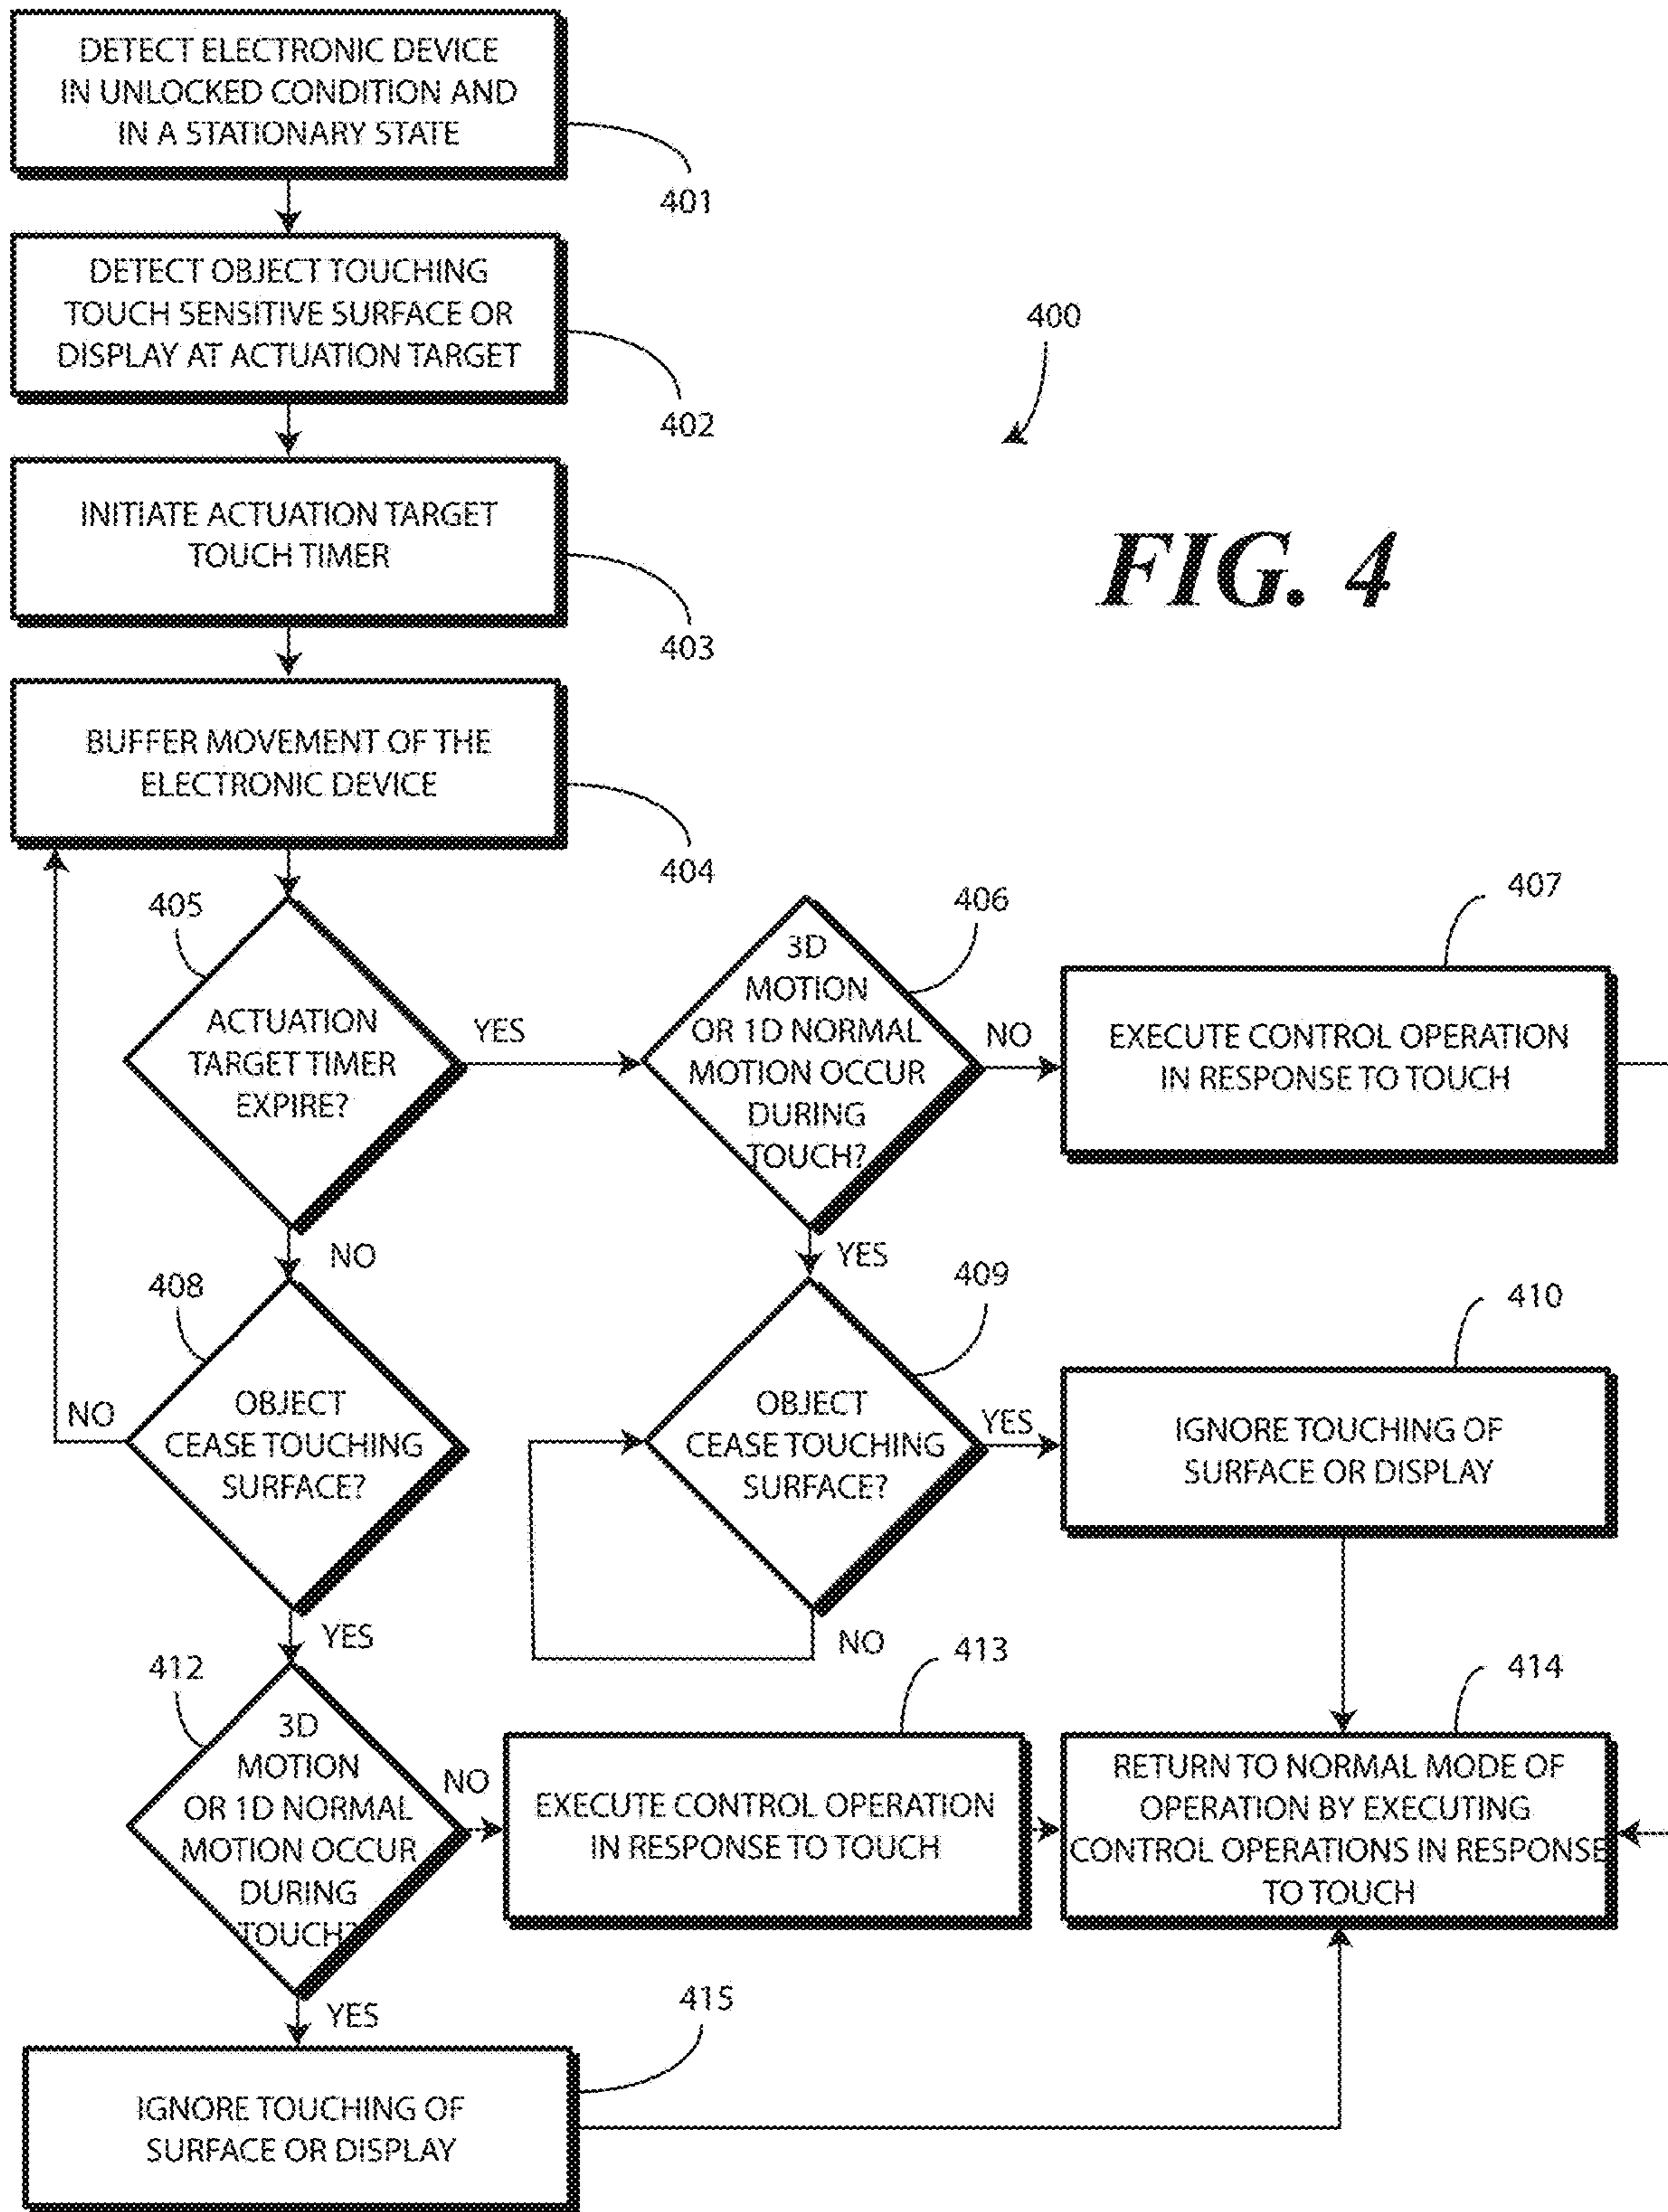 DETECT ELECTRONIC DEVICE
IN UNLOCKED CONDITION AND
IN A STATIONARY STATE
401
DETECT OBJECT TOUCHING
TOUCH SENSITIVE SURFACE OR
DISPLAY AT ACTUATION TARGET
402
400
FIG. 4
INITIATE ACTUATION TARGET
TOUCH TIMER
403
BUFFER MOVEMENT OF THE
ELECTRONIC DEVICE
404
405
ACTUATION
TARGET TIMER
EXPIRE?
YES
NO
406
3D
MOTION
OR 1D NORMAL
MOTION OCCUR
DURING
TOUCH?
NO
YES
407
EXECUTE CONTROL OPERATION
IN RESPONSE TO TOUCH
408
OBJECT
CEASE TOUCHING
SURFACE?
NO
YES
409
OBJECT
CEASE TOUCHING
SURFACE?
YES
NO
410
IGNORE TOUCHING OF
SURFACE OR DISPLAY
412
3D
MOTION
OR 1D NORMAL
MOTION OCCUR
DURING
TOUCH?
NO
YES
413
EXECUTE CONTROL OPERATION
IN RESPONSE TO TOUCH
414
RETURN TO NORMAL MODE OF
OPERATION BY EXECUTING
CONTROL OPERATIONS IN RESPONSE
TO TOUCH
415
IGNORE TOUCHING OF
SURFACE OR DISPLAY